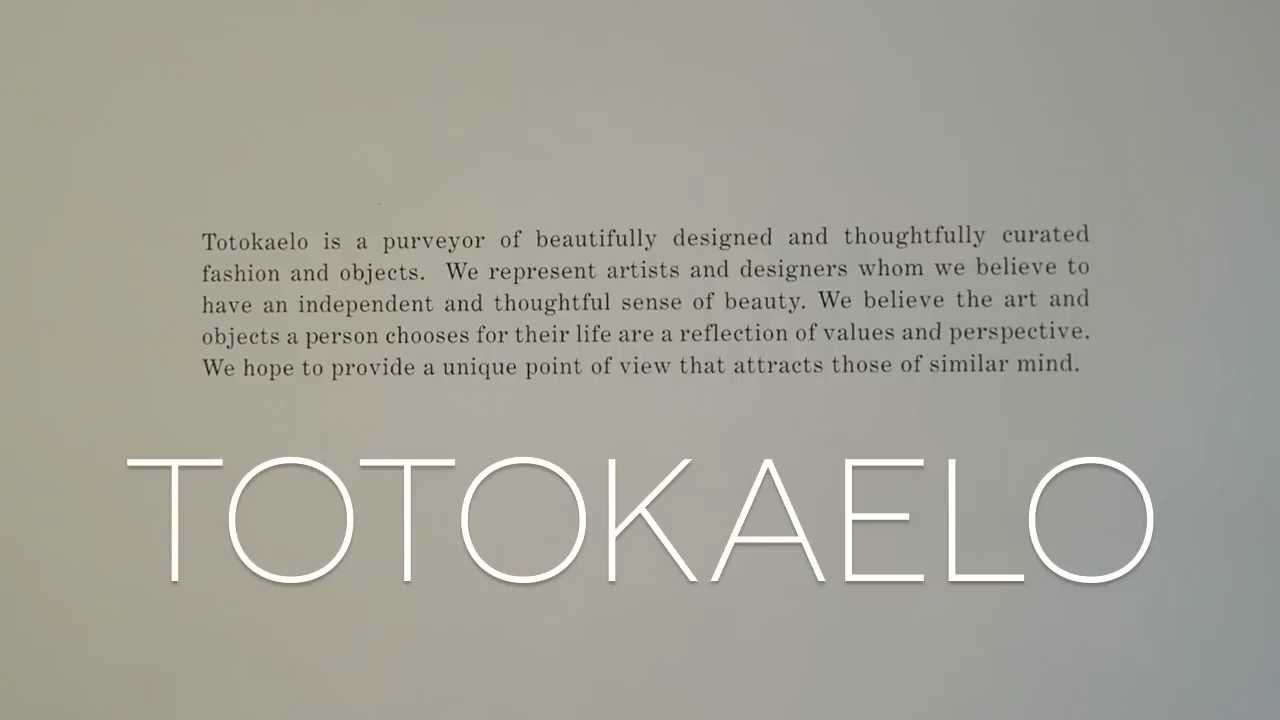 Totokaelo is a purveyor of beautifully designed and thoughtfully curated
fashion and objects. We represent artists and designers whom we believe to
have an independent and thoughtful sense of beauty. We believe the art and
objects a person chooses for their life are a reflection of values and perspective.
We hope to provide a unique point of view that attracts those of similar mind.
TOTOKAELO